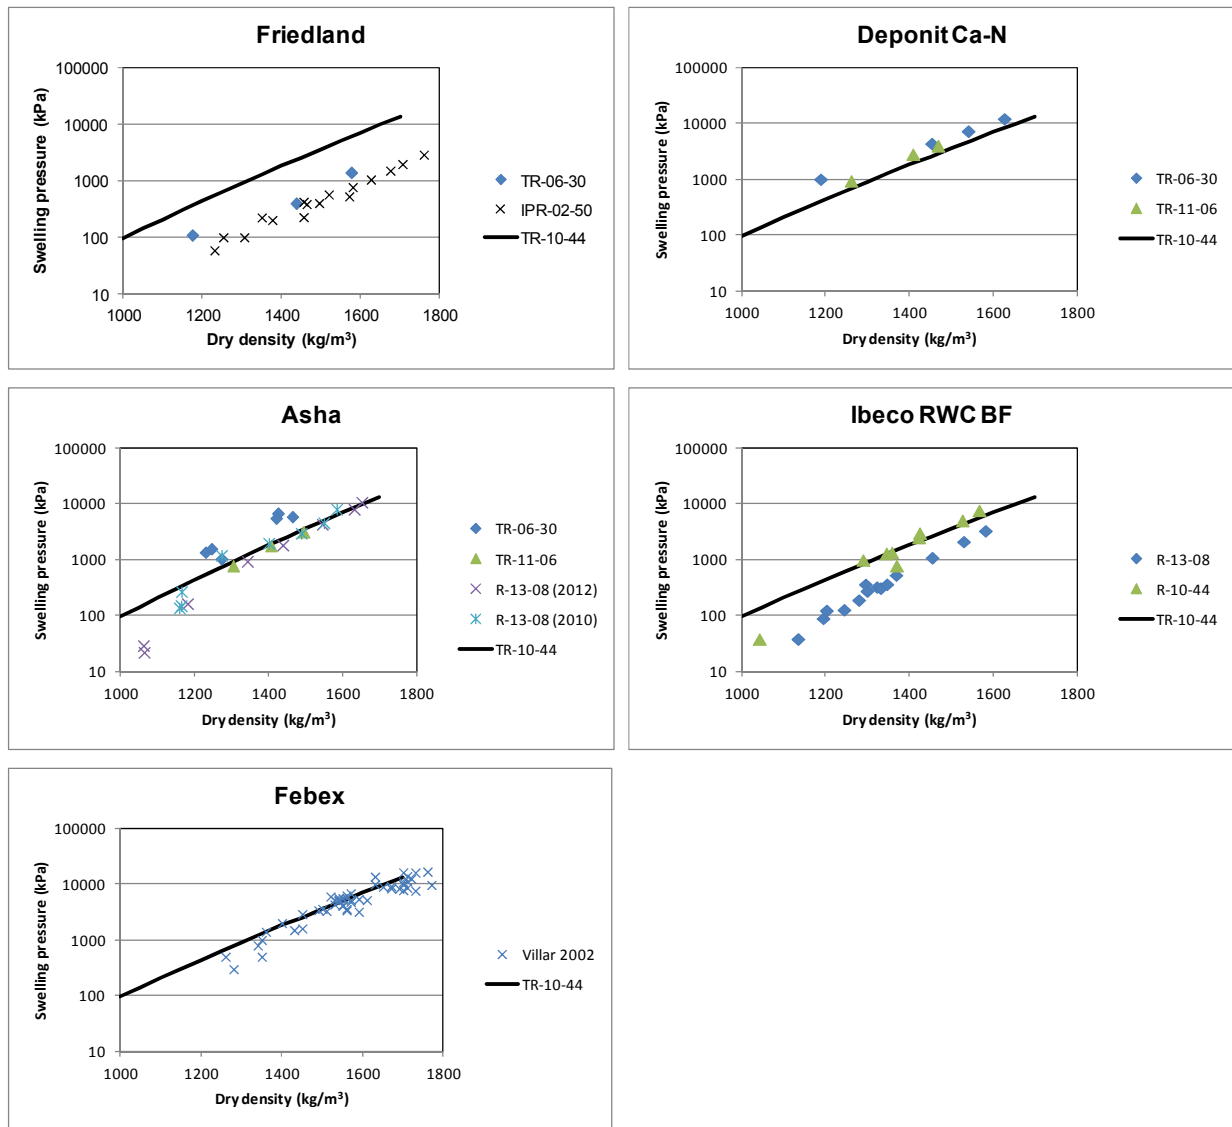 Friedland
Swelling pressure (kPa)
100000
10000
1000
100
10
1000 1200 1400 1600 1800
Dry density (kg/m³)
TR-06-30
IPR-02-50
TR-10-44
Deponit Ca-N
Swelling pressure (kPa)
100000
10000
1000
100
10
1000 1200 1400 1600 1800
Dry density (kg/m³)
TR-06-30
TR-11-06
TR-10-44
Asha
Swelling pressure (kPa)
100000
10000
1000
100
10
1000 1200 1400 1600 1800
Dry density (kg/m³)
TR-06-30
TR-11-06
R-13-08 (2012)
R-13-08 (2010)
TR-10-44
Ibeco RWC BF
Swelling pressure (kPa)
100000
10000
1000
100
10
1000 1200 1400 1600 1800
Dry density (kg/m³)
R-13-08
R-10-44
TR-10-44
Febex
Swelling pressure (kPa)
100000
10000
1000
100
10
1000 1200 1400 1600 1800
Dry density (kg/m³)
Villar 2002
TR-10-44